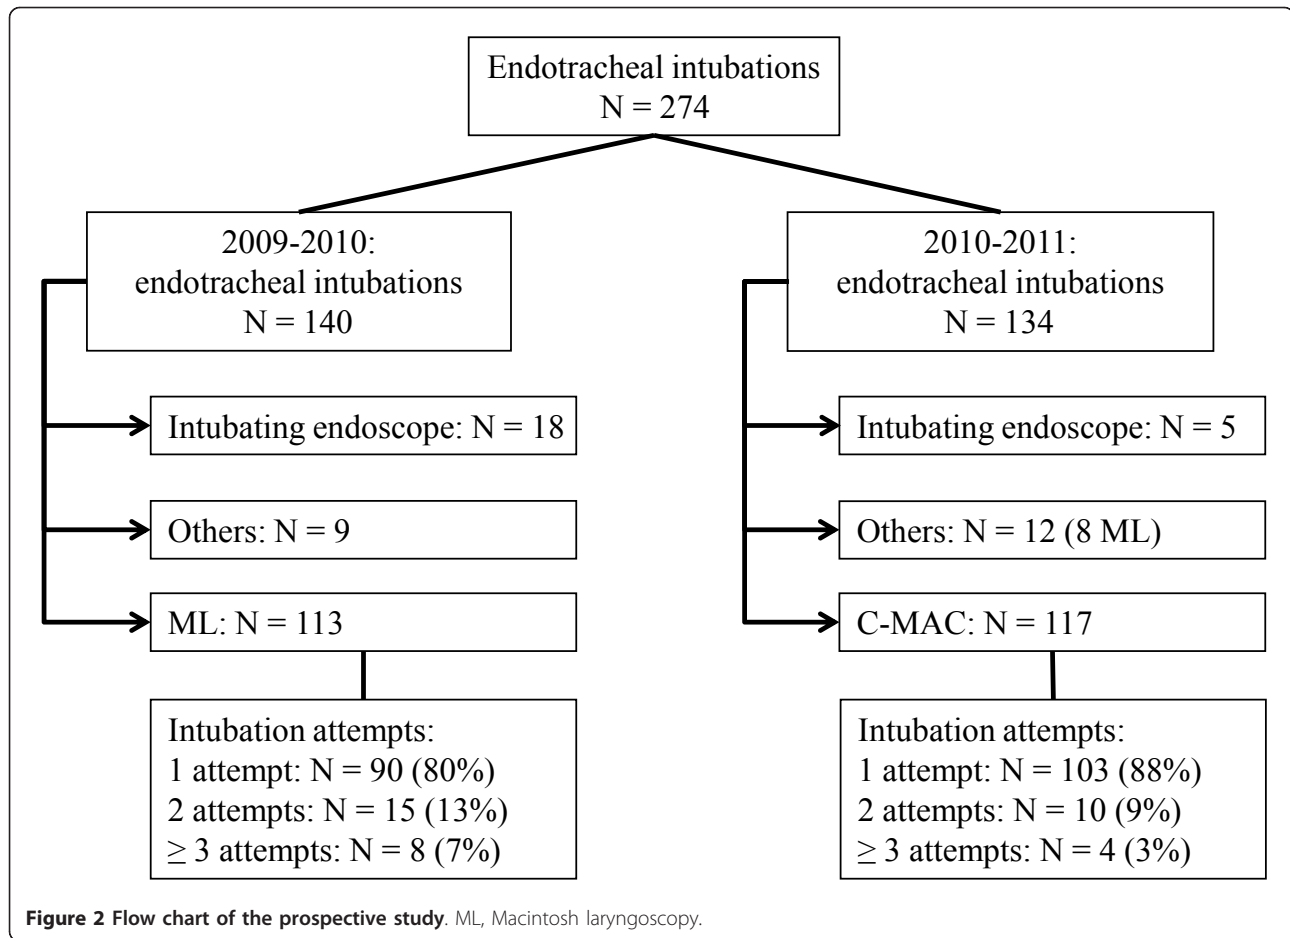 Endotracheal intubations
N = 274
2009-2010:
endotracheal intubations
N = 140
Intubating endoscope: N = 18
Others: N = 9
ML: N = 113
Intubation attempts:
1 attempt: N = 90 (80%)
2 attempts: N = 15 (13%)
≥ 3 attempts: N = 8 (7%)
2010-2011:
endotracheal intubations
N = 134
Intubating endoscope: N = 5
Others: N = 12 (8 ML)
C-MAC: N = 117
Intubation attempts:
1 attempt: N = 103 (88%)
2 attempts: N = 10 (9%)
≥ 3 attempts: N = 4 (3%)
Figure 2 Flow chart of the prospective study. ML, Macintosh laryngoscopy.